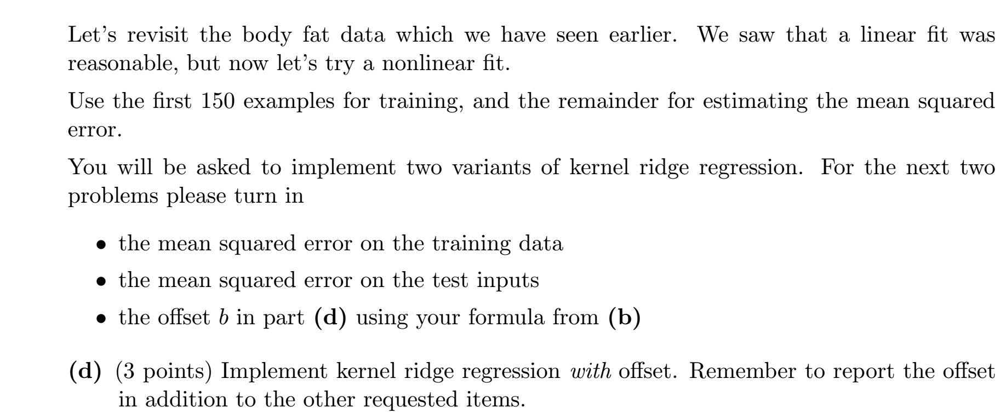 Let's revisit the body fat data which we have seen earlier. We saw that a linear fit was
reasonable, but now let's try a nonlinear fit.
Use the first 150 examples for training, and the remainder for estimating the mean squared
error.
You will be asked to implement two variants of kernel ridge regression. For the next two
problems please turn in
• the mean squared error on the training data
• the mean squared error on the test inputs
• the offset b in part (d) using your formula from (b)
(d) (3 points) Implement kernel ridge regression with offset. Remember to report the offset
in addition to the other requested items.